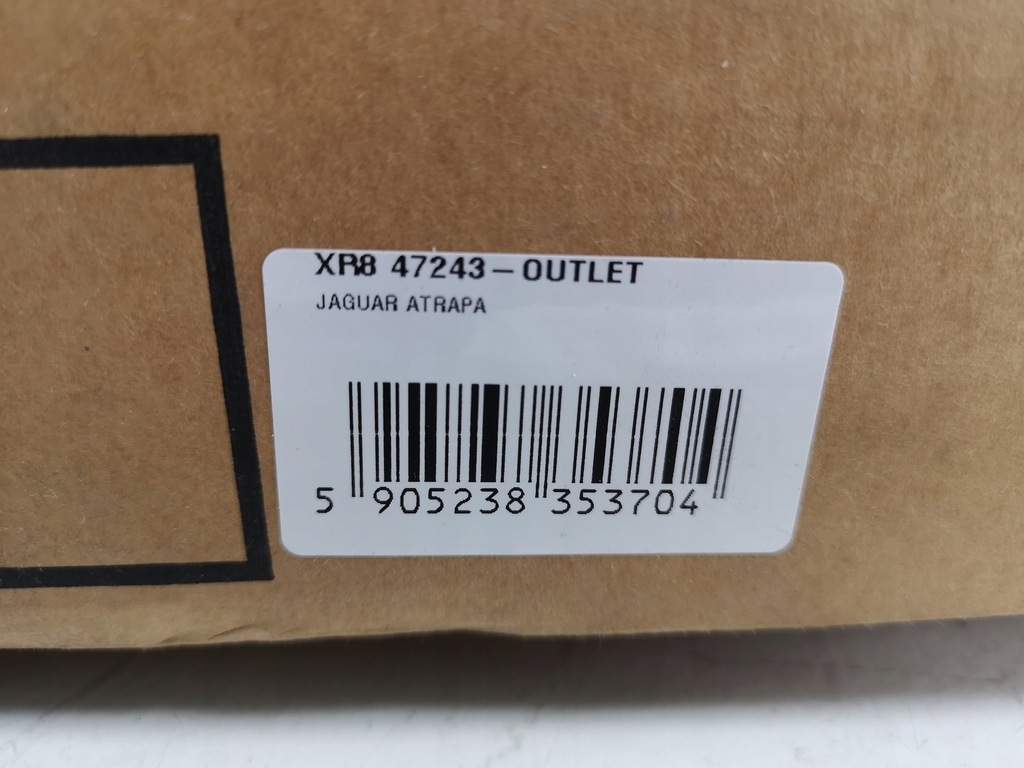 XR8 47243-OUTLET
JAGUAR ATRAPA
5 905238 353704